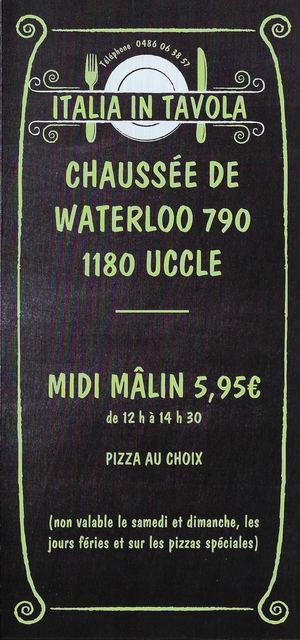 Téléphone 0486 06 38 57
ITALIA IN TAVOLA
CHAUSSÉE DE
WATERLOO 790
1180 UCCLE
MIDI MÂLIN 5,95€
de 12 h à 14 h 30
PIZZA AU CHOIX
(non valable le samedi et dimanche, les
jours féries et sur les pizzas spéciales)